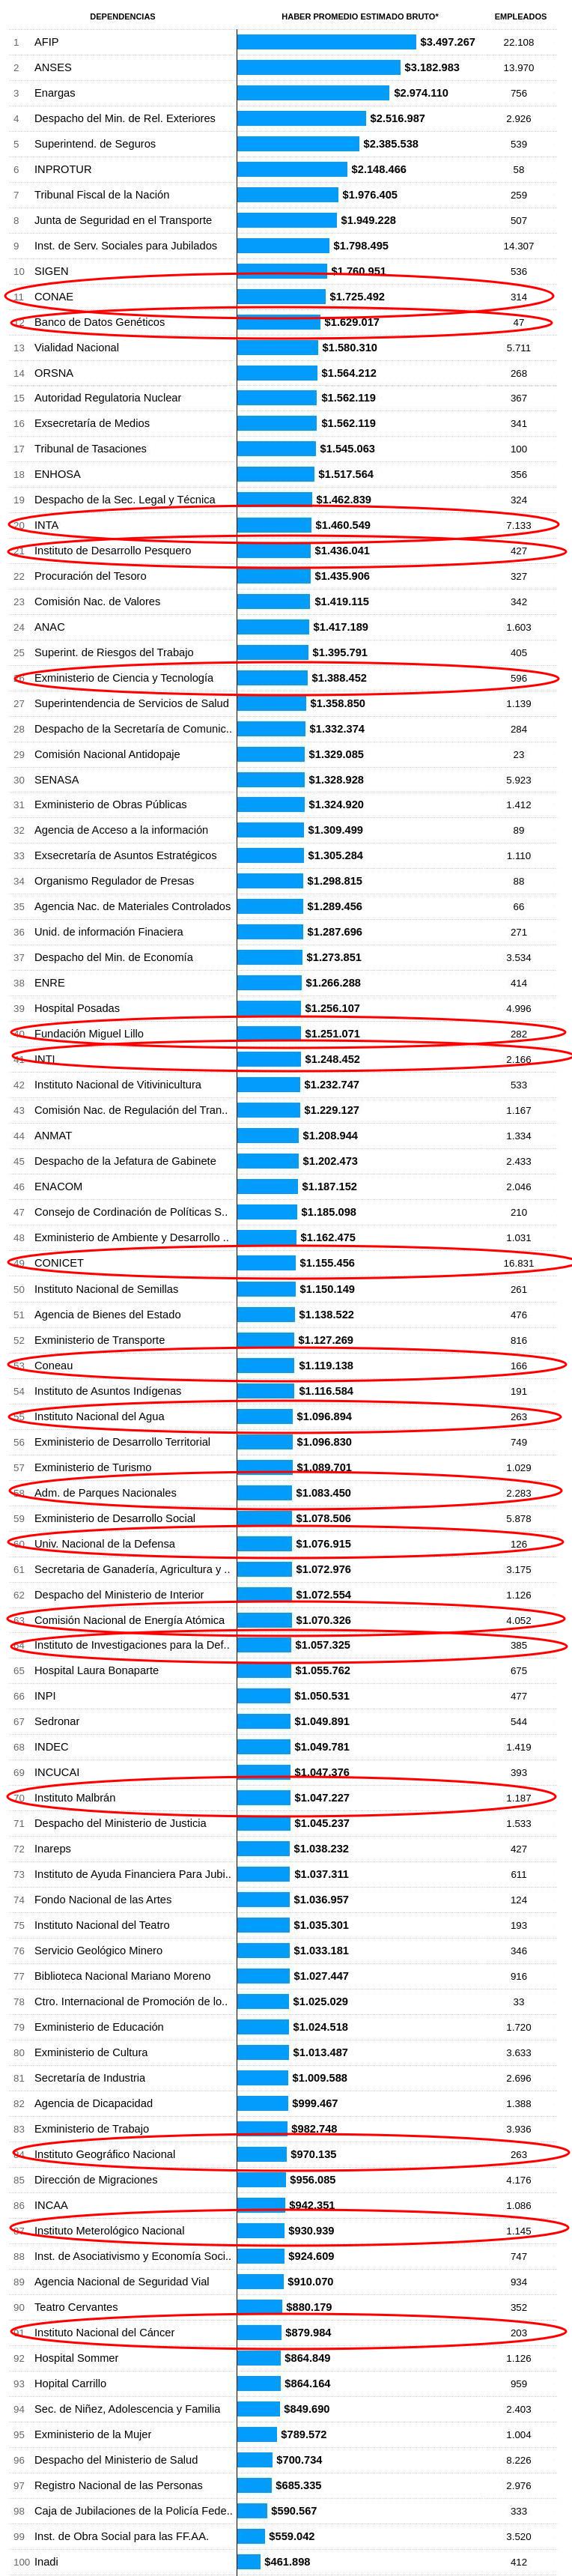 DEPENDENCIAS HABER PROMEDIO ESTIMADO BRUTO* EMPLEADOS
1 AFIP $3.497.267 22.108
2 ANSES $3.182.983 13.970
3 Enargas $2.974.110 756
4 Despacho del Min. de Rel. Exteriores $2.516.987 2.926
5 Superintend. de Seguros $2.385.538 539
6 INPROTUR $2.148.466 58
7 Tribunal Fiscal de la Nación $1.976.405 259
8 Junta de Seguridad en el Transporte $1.949.228 507
9 Inst. de Serv. Sociales para Jubilados $1.798.495 14.307
10 SIGEN $1.760.951 536
11 CONAE $1.725.492 314
12 Banco de Datos Genéticos $1.629.017 47
13 Vialidad Nacional $1.580.310 5.711
14 ORSNA $1.564.212 268
15 Autoridad Regulatoria Nuclear $1.562.119 367
16 Exsecretaría de Medios $1.562.119 341
17 Tribunal de Tasaciones $1.545.063 100
18 ENHOSA $1.517.564 356
19 Despacho de la Sec. Legal y Técnica $1.462.839 324
20 INTA $1.460.549 7.133
21 Instituto de Desarrollo Pesquero $1.436.041 427
22 Procuración del Tesoro $1.435.906 327
23 Comisión Nac. de Valores $1.419.115 342
24 ANAC $1.417.189 1.603
25 Superint. de Riesgos del Trabajo $1.395.791 405
26 Exministerio de Ciencia y Tecnología $1.388.452 596
27 Superintendencia de Servicios de Salud $1.358.850 1.139
28 Despacho de la Secretaría de Comunic.. $1.332.374 284
29 Comisión Nacional Antidopaje $1.329.085 23
30 SENASA $1.328.928 5.923
31 Exministerio de Obras Públicas $1.324.920 1.412
32 Agencia de Acceso a la información $1.309.499 89
33 Exsecretaría de Asuntos Estratégicos $1.305.284 1.110
34 Organismo Regulador de Presas $1.298.815 88
35 Agencia Nac. de Materiales Controlados $1.289.456 66
36 Unid. de información Finaciera $1.287.696 271
37 Despacho del Min. de Economía $1.273.851 3.534
38 ENRE $1.266.288 414
39 Hospital Posadas $1.256.107 4.996
40 Fundación Miguel Lillo $1.251.071 282
41 INTI $1.248.452 2.166
42 Instituto Nacional de Vitivinicultura $1.232.747 533
43 Comisión Nac. de Regulación del Tran.. $1.229.127 1.167
44 ANMAT $1.208.944 1.334
45 Despacho de la Jefatura de Gabinete $1.202.473 2.433
46 ENACOM $1.187.152 2.046
47 Consejo de Cordinación de Políticas S.. $1.185.098 210
48 Exministerio de Ambiente y Desarrollo .. $1.162.475 1.031
49 CONICET $1.155.456 16.831
50 Instituto Nacional de Semillas $1.150.149 261
51 Agencia de Bienes del Estado $1.138.522 476
52 Exministerio de Transporte $1.127.269 816
53 Coneau $1.119.138 166
54 Instituto de Asuntos Indígenas $1.116.584 191
55 Instituto Nacional del Agua $1.096.894 263
56 Exministerio de Desarrollo Territorial $1.096.830 749
57 Exministerio de Turismo $1.089.701 1.029
58 Adm. de Parques Nacionales $1.083.450 2.283
59 Exministerio de Desarrollo Social $1.078.506 5.878
60 Univ. Nacional de la Defensa $1.076.915 126
61 Secretaria de Ganadería, Agricultura y .. $1.072.976 3.175
62 Despacho del Ministerio de Interior $1.072.554 1.126
63 Comisión Nacional de Energía Atómica $1.070.326 4.052
64 Instituto de Investigaciones para la Def.. $1.057.325 385
65 Hospital Laura Bonaparte $1.055.762 675
66 INPI $1.050.531 477
67 Sedronar $1.049.891 544
68 INDEC $1.049.781 1.419
69 INCUCAI $1.047.376 393
70 Instituto Malbrán $1.047.227 1.187
71 Despacho del Ministerio de Justicia $1.045.237 1.533
72 Inareps $1.038.232 427
73 Instituto de Ayuda Financiera Para Jubi.. $1.037.311 611
74 Fondo Nacional de las Artes $1.036.957 124
75 Instituto Nacional del Teatro $1.035.301 193
76 Servicio Geológico Minero $1.033.181 346
77 Biblioteca Nacional Mariano Moreno $1.027.447 916
78 Ctro. Internacional de Promoción de lo.. $1.025.029 33
79 Exministerio de Educación $1.024.518 1.720
80 Exministerio de Cultura $1.013.487 3.633
81 Secretaría de Industria $1.009.588 2.696
82 Agencia de Dicapacidad $999.467 1.388
83 Exministerio de Trabajo $982.748 3.936
84 Instituto Geográfico Nacional $970.135 263
85 Dirección de Migraciones $956.085 4.176
86 INCAA $942.351 1.086
87 Instituto Meterológico Nacional $930.939 1.145
88 Inst. de Asociativismo y Economía Soci.. $924.609 747
89 Agencia Nacional de Seguridad Vial $910.070 934
90 Teatro Cervantes $880.179 352
91 Instituto Nacional del Cáncer $879.984 203
92 Hospital Sommer $864.849 1.126
93 Hopital Carrillo $864.164 959
94 Sec. de Niñez, Adolescencia y Familia $849.690 2.403
95 Exministerio de la Mujer $789.572 1.004
96 Despacho del Ministerio de Salud $700.734 8.226
97 Registro Nacional de las Personas $685.335 2.976
98 Caja de Jubilaciones de la Policía Fede.. $590.567 333
99 Inst. de Obra Social para las FF.AA. $559.042 3.520
100 Inadi $461.898 412